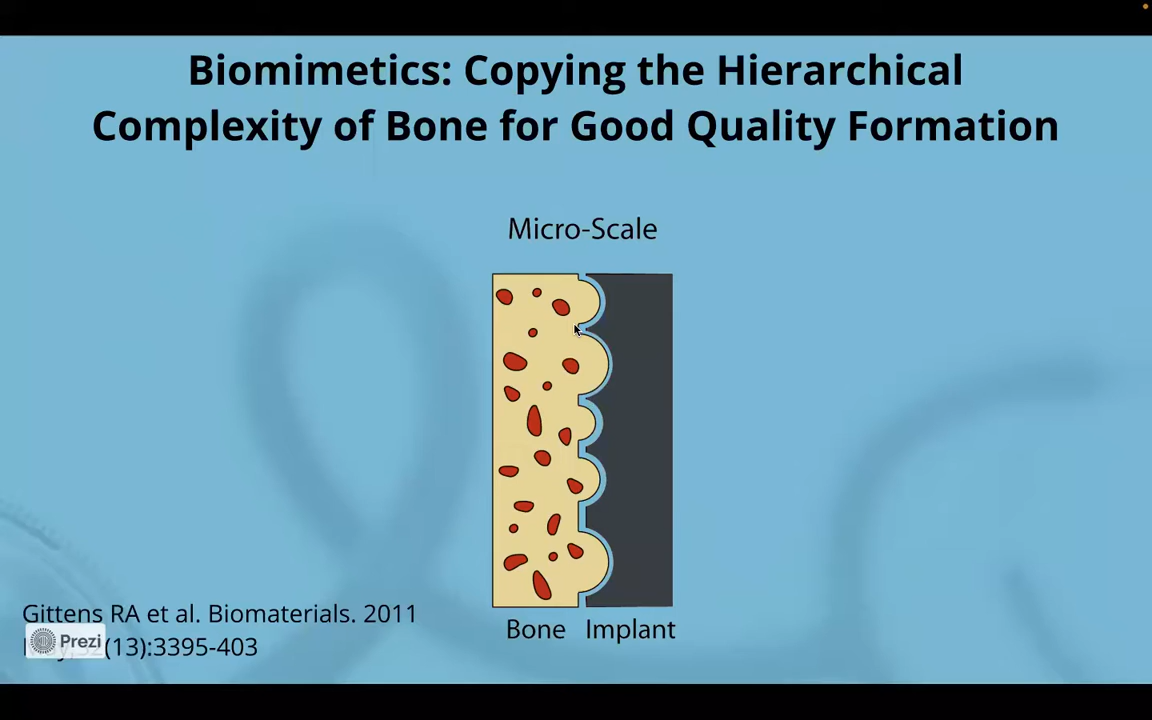 Biomimetics: Copying the Hierarchical
Complexity of Bone for Good Quality Formation
Micro-Scale
Bone Implant
Gittens RA et al. Biomaterials. 2011
(13):3395-403
Prezi